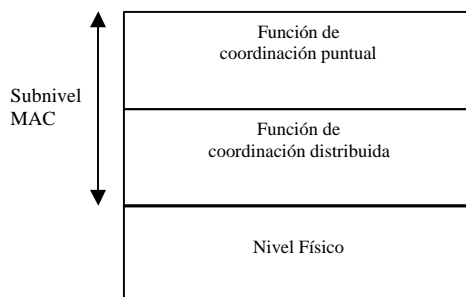 Función de
coordinación puntual
Subnivel
MAC
Función de
coordinación distribuida
Nivel Físico